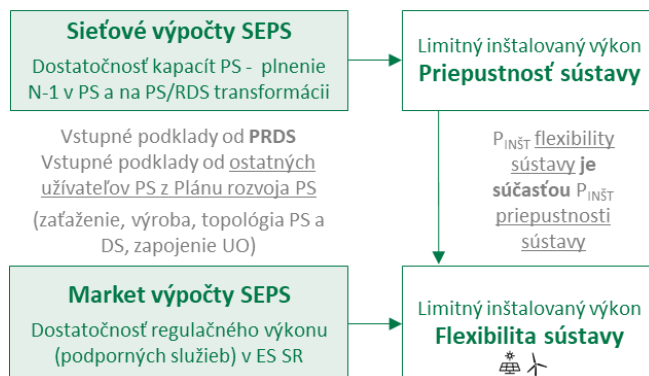 Sieťové výpočty SEPS
Dostatočnosť kapacít PS - plnenie
N-1 v PS a na PS/RDS transformácii
Limitný inštalovaný výkon
Priepustnosť sústavy
Vstupné podklady od PRDS
Vstupné podklady od ostatných
užívateľov PS z Plánu rozvoja PS
(zaťaženie, výroba, topológia PS a
DS, zapojenie UO)
PINŠT flexibility
sústavy je
súčasťou PINŠT
priepustnosti
sústavy
Market výpočty SEPS
Dostatočnosť regulačného výkonu
(podporných služieb) v ES SR
Limitný inštalovaný výkon
Flexibilita sústavy